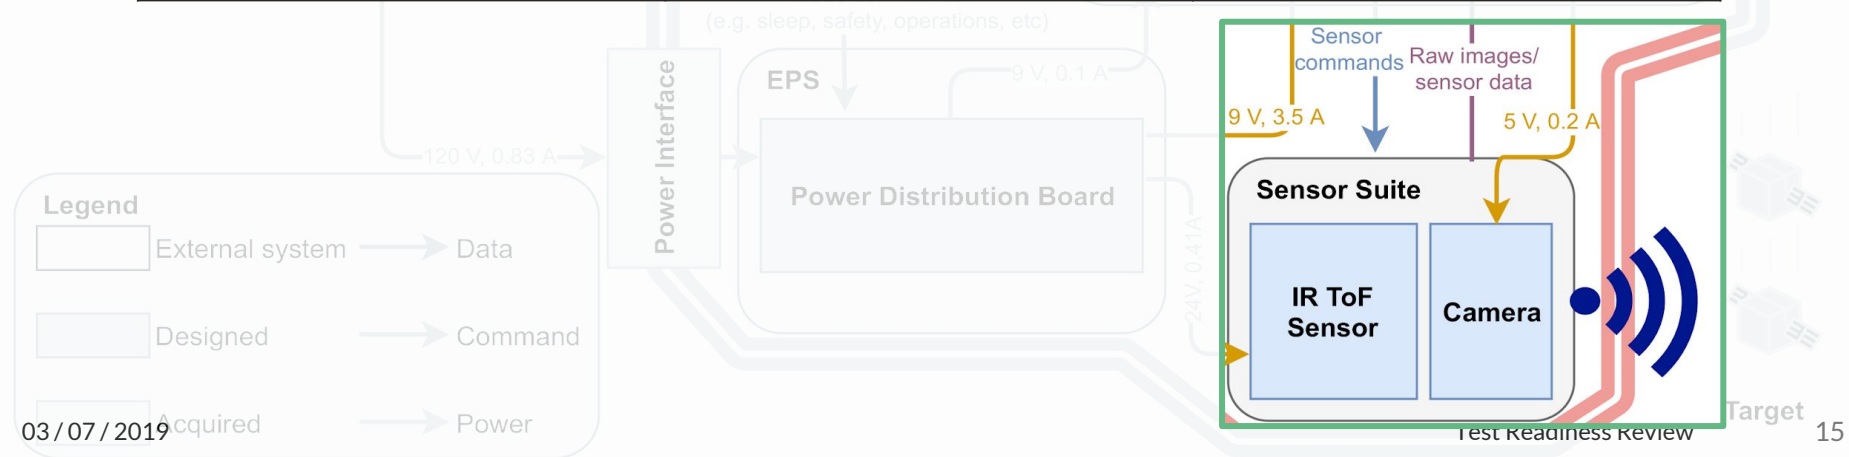 (e.g. sleep, safety, operations, etc)
Sensor
commands
Raw images/
sensor data
EPS
9 V, 0.1 A
9 V, 3.5 A
5 V, 0.2 A
Power Interface
120 V, 0.83 A
Power Distribution Board
24V, 0.41A
Sensor Suite
IR ToF
Sensor
Camera
Legend
External system
Data
Designed
Command
Acquired
Power
Target
03 / 07 / 2019
Test Readiness Review
15